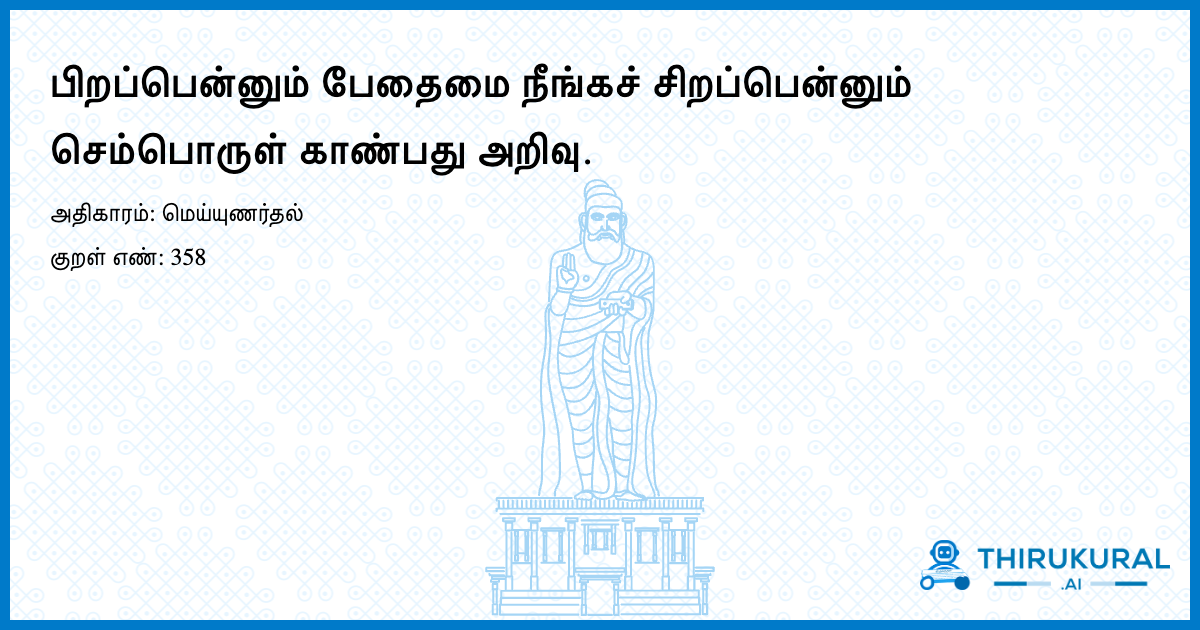 பிறப்பென்னும் பேதைமை நீங்கச் சிறப்பென்னும்
செம்பொருள் காண்பது அறிவு.
அதிகாரம்: மெய்யுணர்தல்
குறள் எண்: 358
THIRUKURAL
.AI